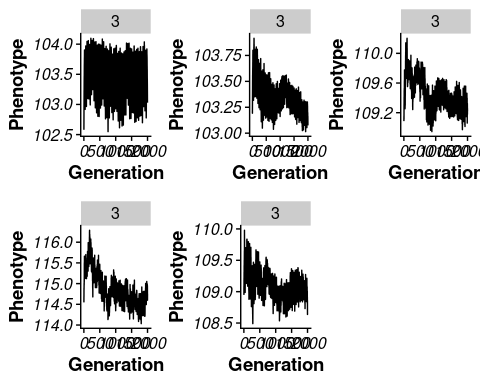 3
104.0
103.5
103.0
102.5
Phenotype
Generation
3
103.75
103.50
103.25
103.00
Phenotype
Generation
3
110.0
109.6
109.2
Phenotype
Generation
3
116.0
115.5
115.0
114.5
114.0
Phenotype
Generation
3
110.0
109.5
109.0
108.5
Phenotype
Generation